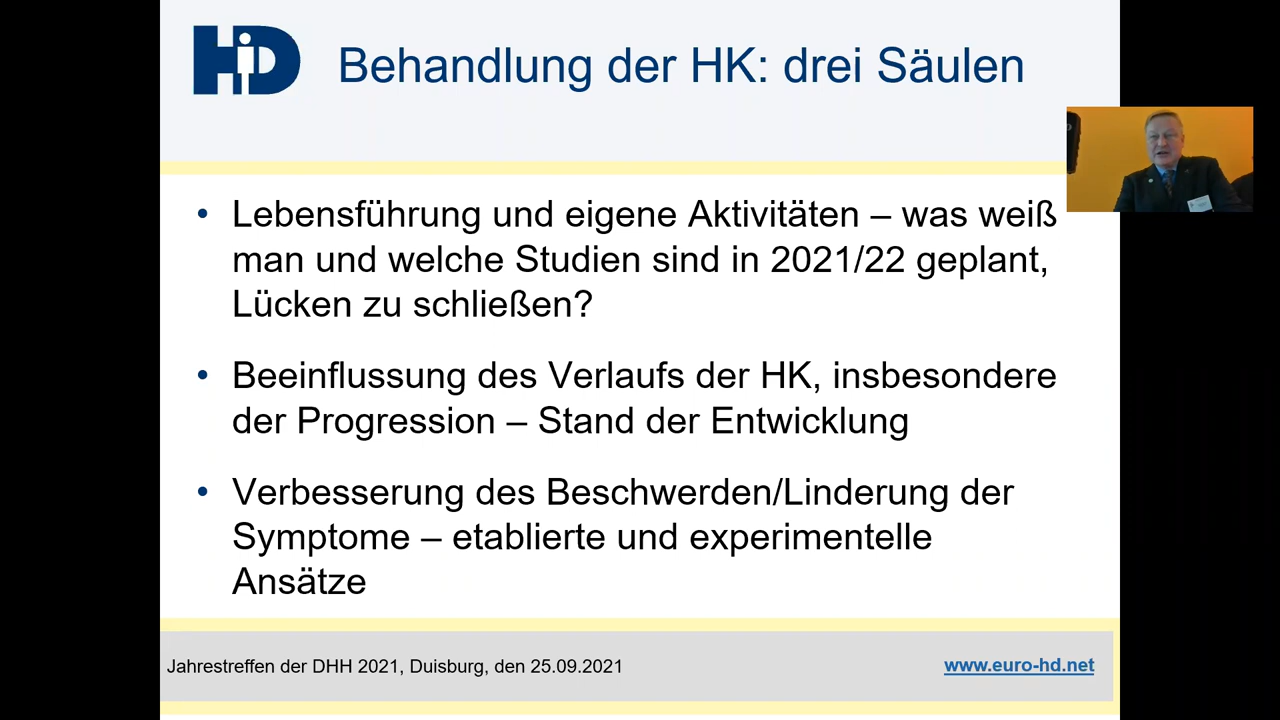 HD
Behandlung der HK: drei Säulen
• Lebensführung und eigene Aktivitäten – was weiß
man und welche Studien sind in 2021/22 geplant,
Lücken zu schließen?
• Beeinflussung des Verlaufs der HK, insbesondere
der Progression – Stand der Entwicklung
• Verbesserung des Beschwerden/Linderung der
Symptome – etablierte und experimentelle
Ansätze
Jahrestreffen der DHH 2021, Duisburg, den 25.09.2021
www.euro-hd.net